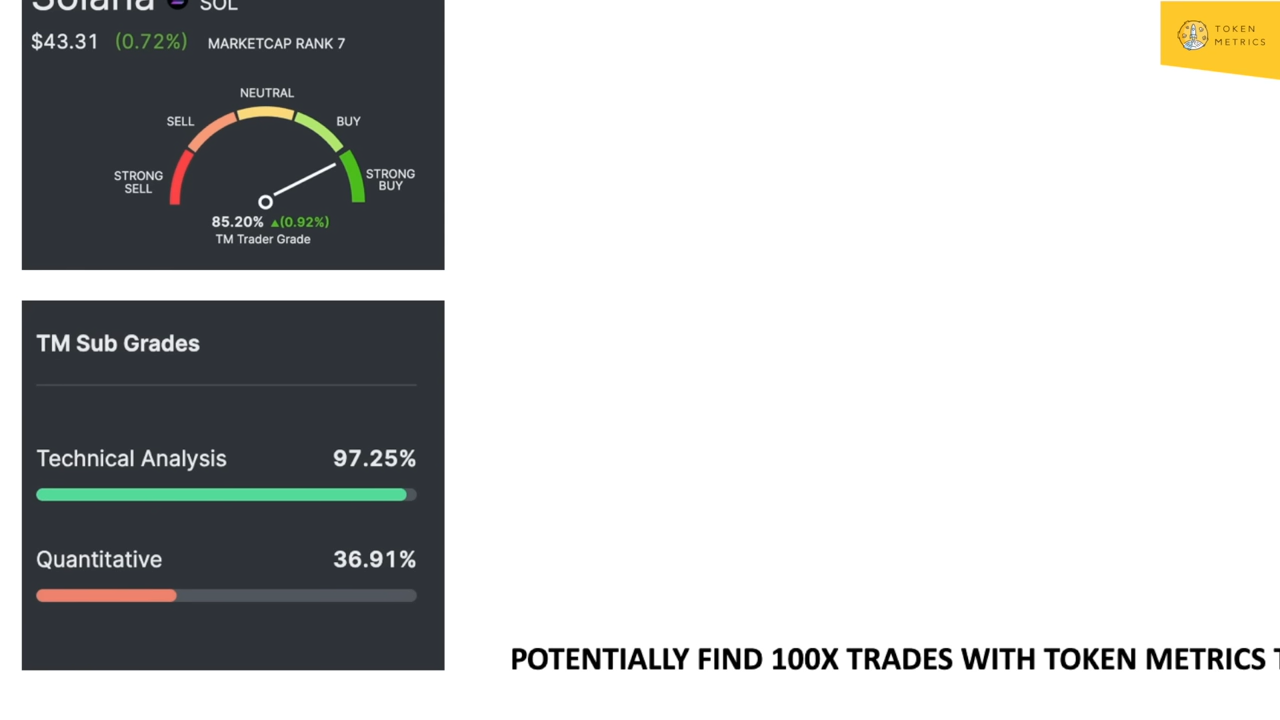 Solana SOL
$43.31 (0.72%) MARKETCAP RANK 7
NEUTRAL
SELL
BUY
STRONG
SELL
STRONG
BUY
85.20% ▲(0.92%)
TM Trader Grade
TM Sub Grades
Technical Analysis 97.25%
Quantitative 36.91%
TOKEN
METRICS
POTENTIALLY FIND 100X TRADES WITH TOKEN METRICS